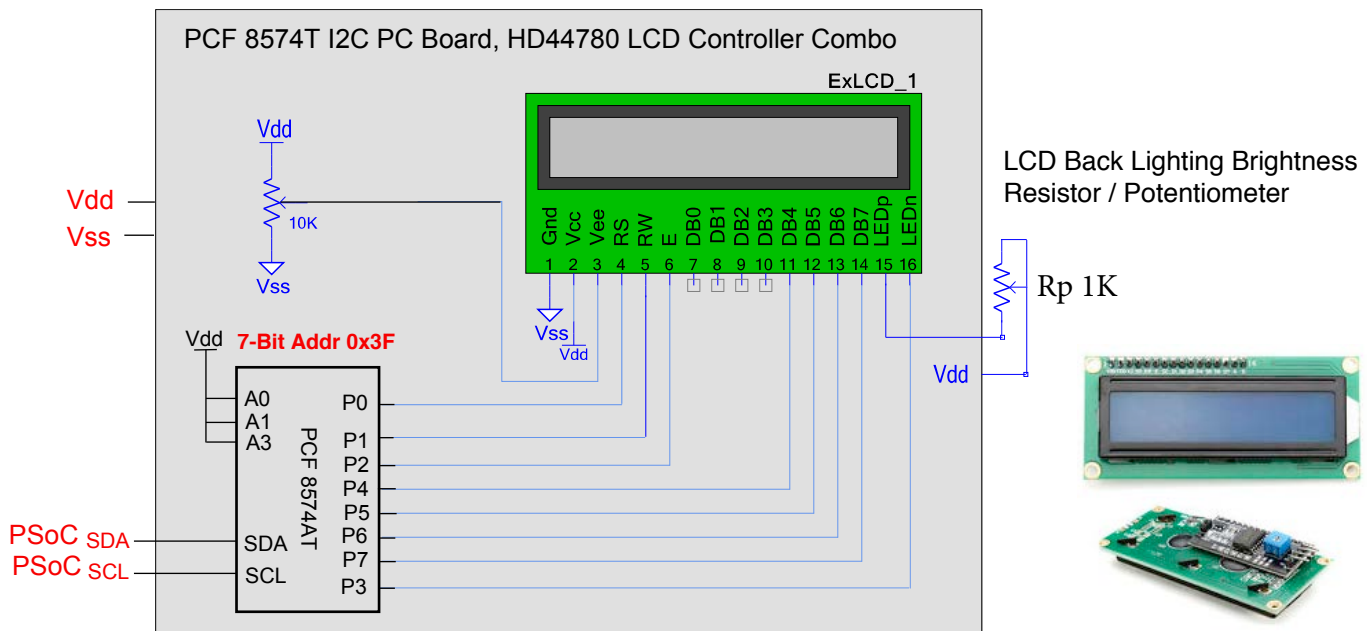 PCF 8574T I2C PC Board, HD44780 LCD Controller Combo
ExLCD_1
Vdd
10K
Vss
Vdd
Vss
Gnd Vcc Vee RS RW E DB0 DB1 DB2 DB3 DB4 DB5 DB6 DB7 LEDp LEDn
1 2 3 4 5 6 7 8 9 10 11 12 13 14 15 16
Vss
Vdd
LCD Back Lighting Brightness
Resistor / Potentiometer
Rp 1K
Vdd
Vdd
7-Bit Addr 0x3F
A0
A1
A3
SDA
SCL
PCF 8574AT
P0
P1
P2
P4
P5
P6
P7
P3
PSoC SDA
PSoC SCL